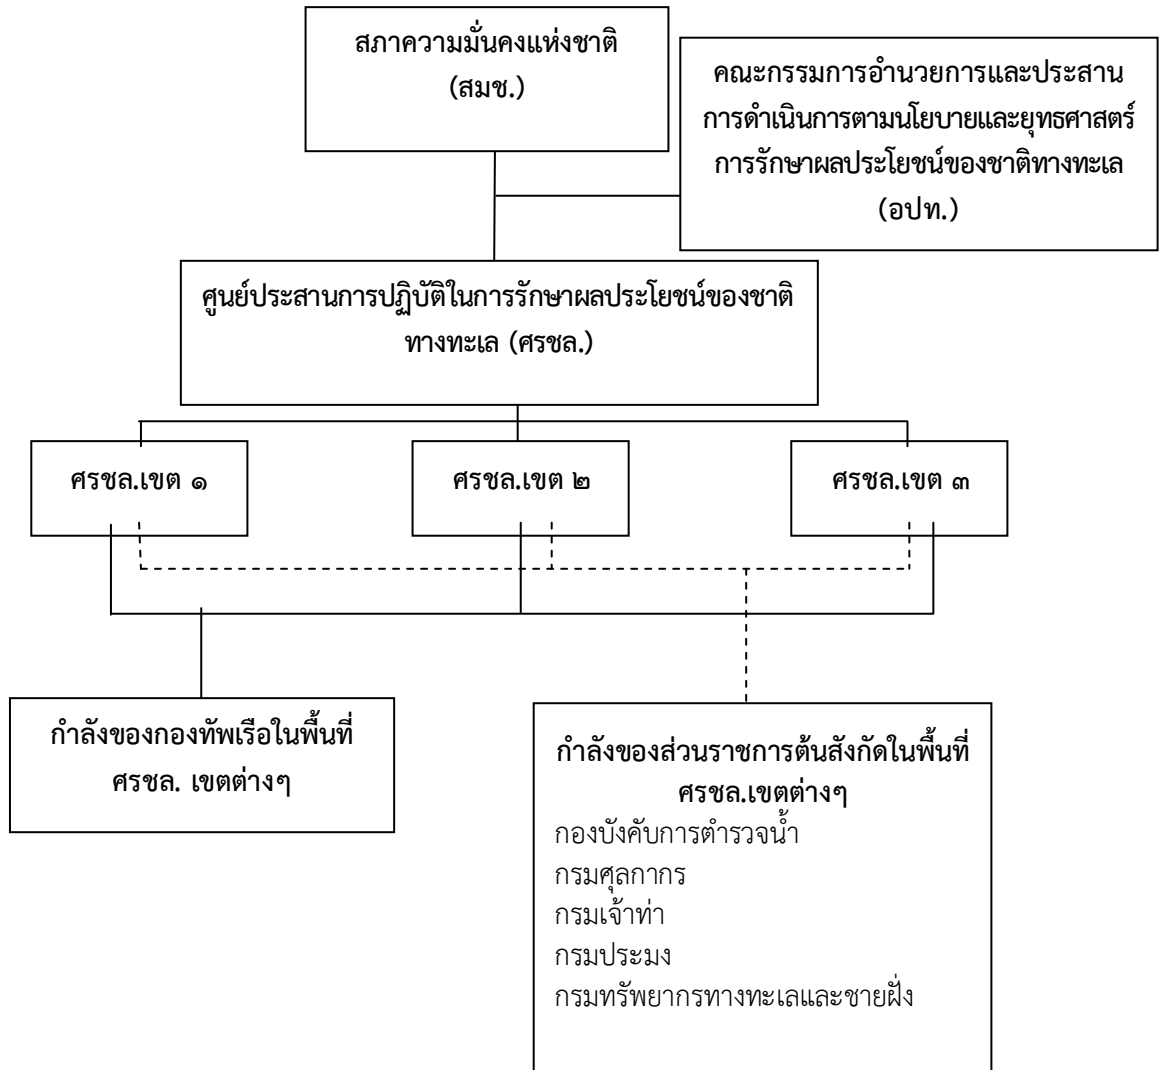 สภาความมั่นคงแห่งชาติ
(สมช.)
คณะกรรมการอำนวยการและประสาน
การดำเนินการตามนโยบายและยุทธศาสตร์
การรักษาผลประโยชน์ของชาติทางทะเล
(อปท.)
ศูนย์ประสานการปฏิบัติในการรักษาผลประโยชน์ของชาติ
ทางทะเล (ศรชล.)
ศรชล.เขต ๑
ศรชล.เขต ๒
ศรชล.เขต ๓
กำลังของกองทัพเรือในพื้นที่
ศรชล. เขตต่างๆ
กำลังของส่วนราชการต้นสังกัดในพื้นที่
ศรชล.เขตต่างๆ
กองบังคับการตำรวจน้ำ
กรมศุลกากร
กรมเจ้าท่า
กรมประมง
กรมทรัพยากรทางทะเลและชายฝั่ง